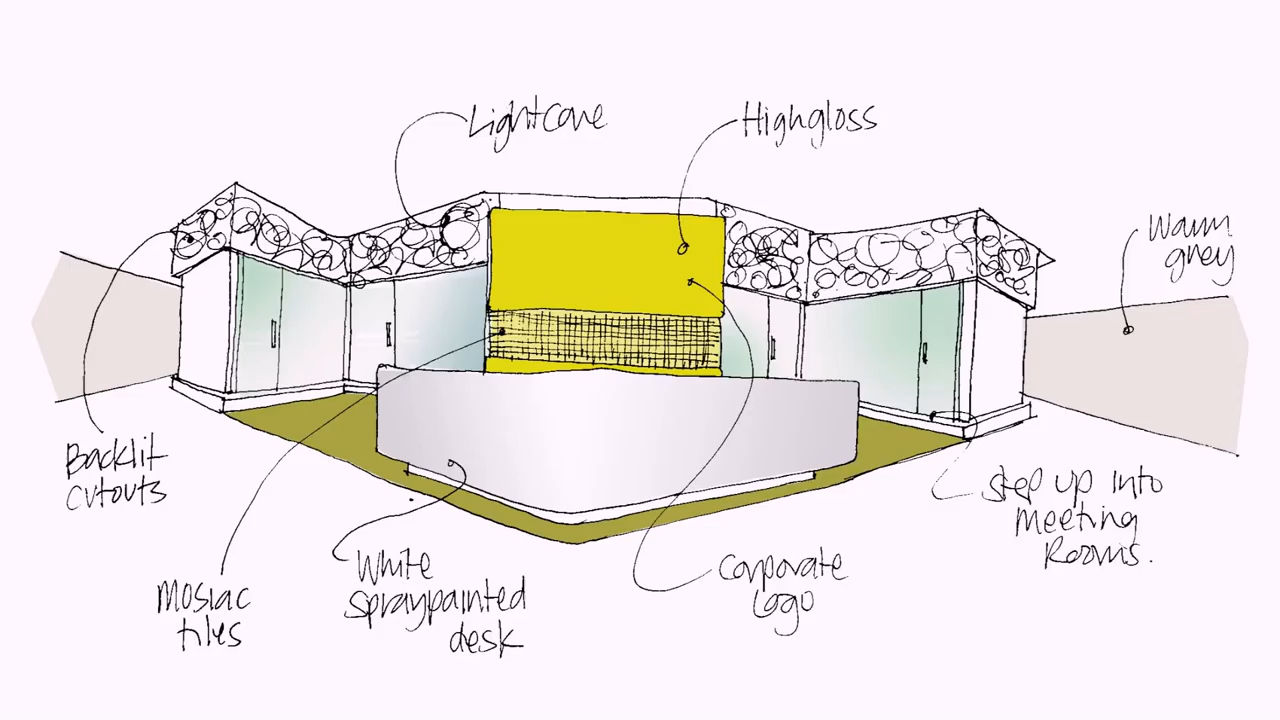 Lightcove
Highgloss
Warm
grey
Backlit
cutouts
Step up into
Meeting
Rooms.
White
spraypainted
desk
Corporate
Logo
Mosiac
tiles